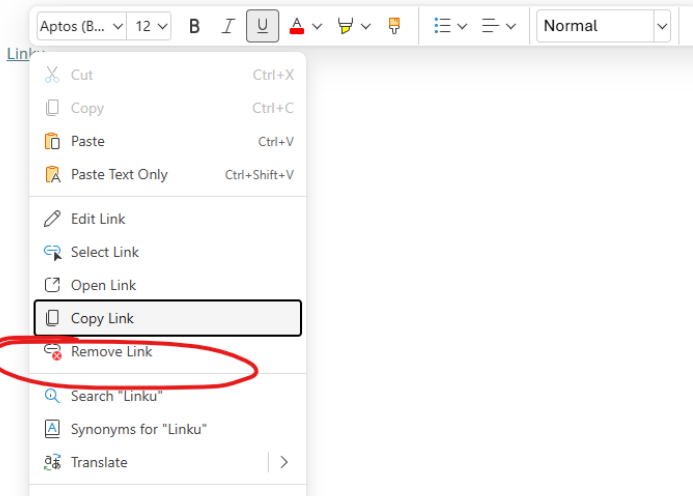 Aptos (B... 12 B I U A Normal
Linku
Cut Ctrl+X
Copy Ctrl+C
Paste Ctrl+V
Paste Text Only Ctrl+Shift+V
Edit Link
Select Link
Open Link
Copy Link
Remove Link
Search "Linku"
Synonyms for "Linku"
Translate